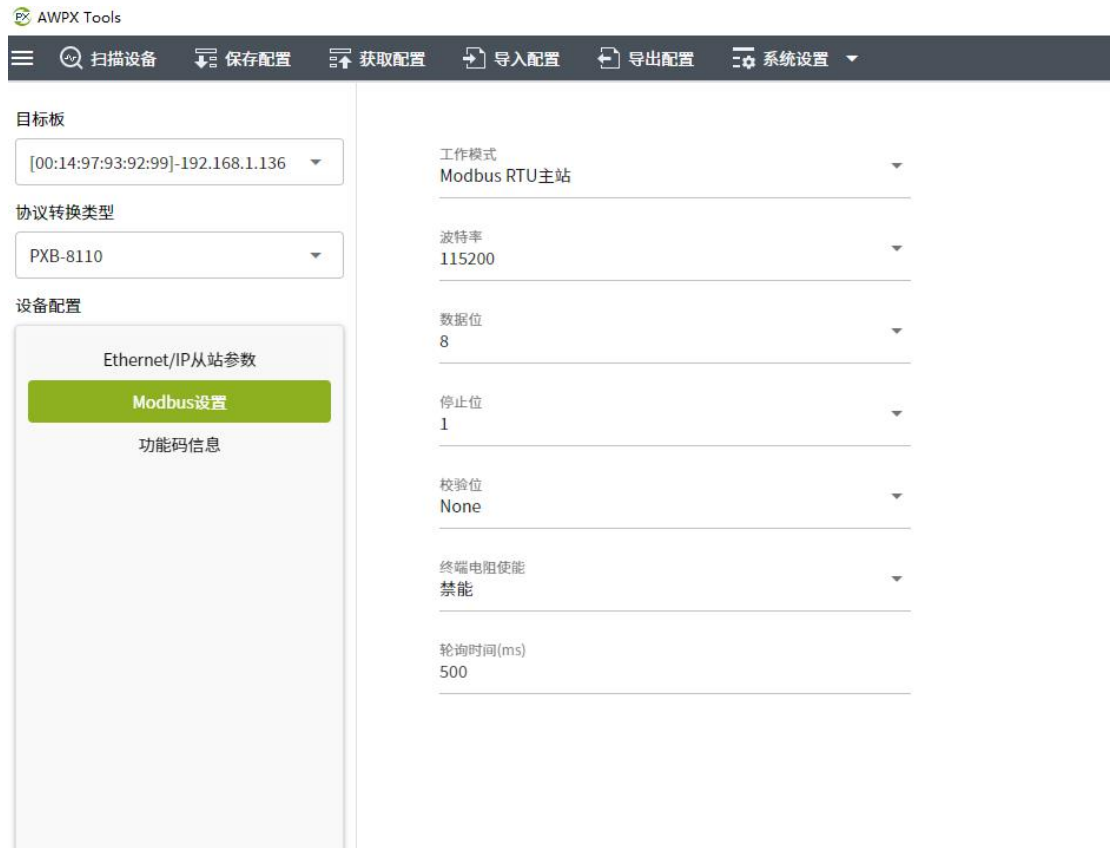 AWPX Tools
扫描设备 保存配置 获取配置 导入配置 导出配置 系统设置
目标板
[00:14:97:93:92:99]-192.168.1.136
协议转换类型
PXB-8110
设备配置
Ethernet/IP从站参数
Modbus设置
功能码信息
工作模式
Modbus RTU主站
波特率
115200
数据位
8
停止位
1
校验位
None
终端电阻使能
禁能
轮询时间(ms)
500